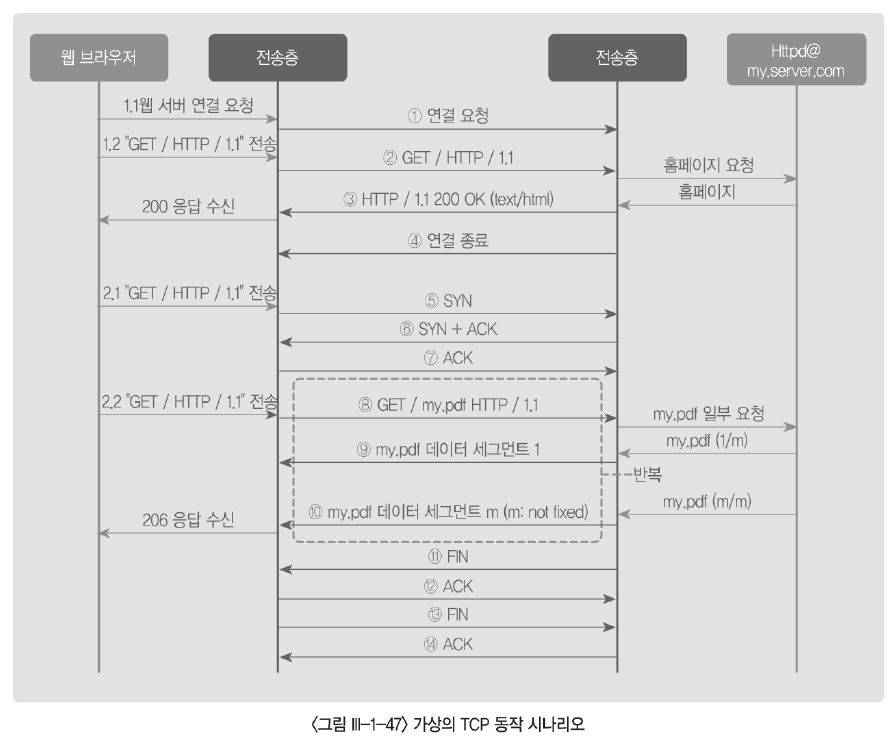 웹 브라우저
전송층
전송층
Httpd@
my.server.com
1.1웹 서버 연결 요청
① 연결 요청
1.2 "GET / HTTP / 1.1" 전송
② GET / HTTP / 1.1
홈페이지 요청
홈페이지
③ HTTP / 1.1 200 OK (text/html)
200 응답 수신
④ 연결 종료
2.1 "GET / HTTP / 1.1" 전송
⑤ SYN
⑥ SYN + ACK
⑦ ACK
2.2 "GET / HTTP / 1.1" 전송
⑧ GET / my.pdf HTTP / 1.1
my.pdf 일부 요청
my.pdf (1/m)
⑨ my.pdf 데이터 세그먼트 1
반복
my.pdf (m/m)
⑩ my.pdf 데이터 세그먼트 m (m: not fixed)
206 응답 수신
⑪ FIN
⑫ ACK
⑬ FIN
⑭ ACK
〈그림 III-1-47〉 가상의 TCP 동작 시나리오